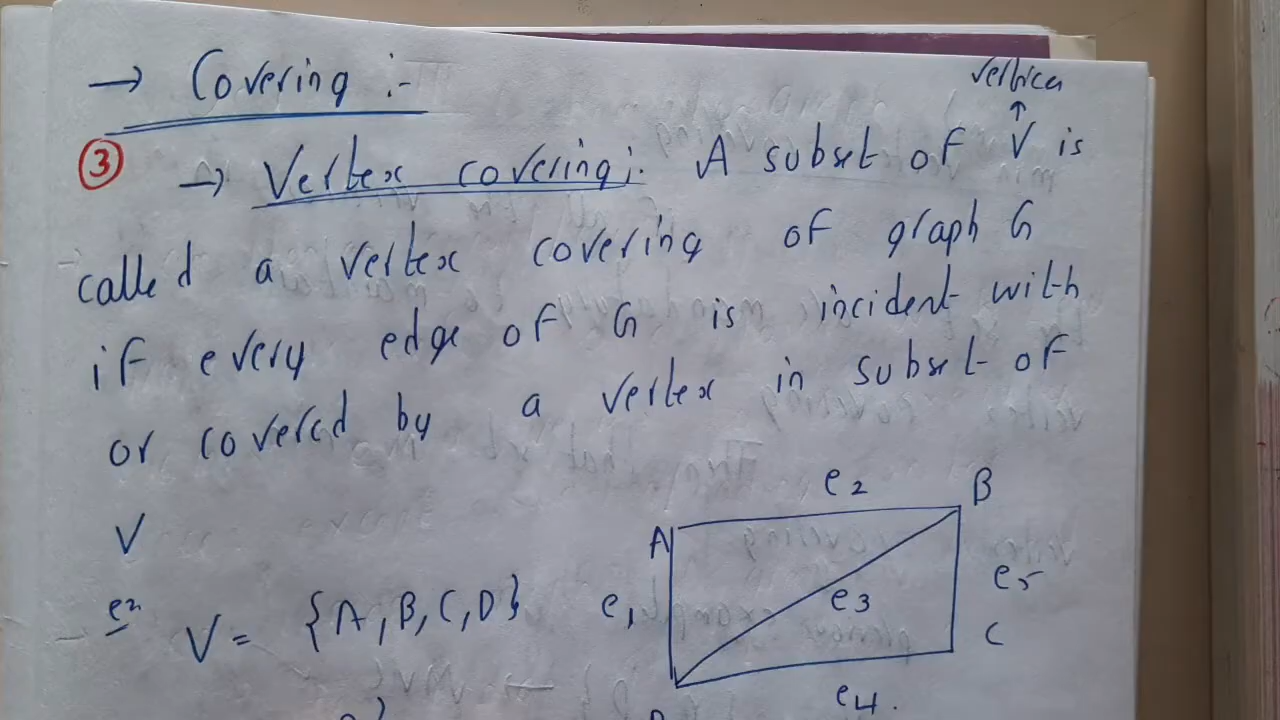 → Covering :-
vertices
↑
③ → Vertex covering: A subset of V is
called a vertex covering of graph G
if every edge of G is incident with
or covered by a vertex in subset of
V
e2 B
A
ex V = {A, B, C, D} e1 e3 e5
C
e4.